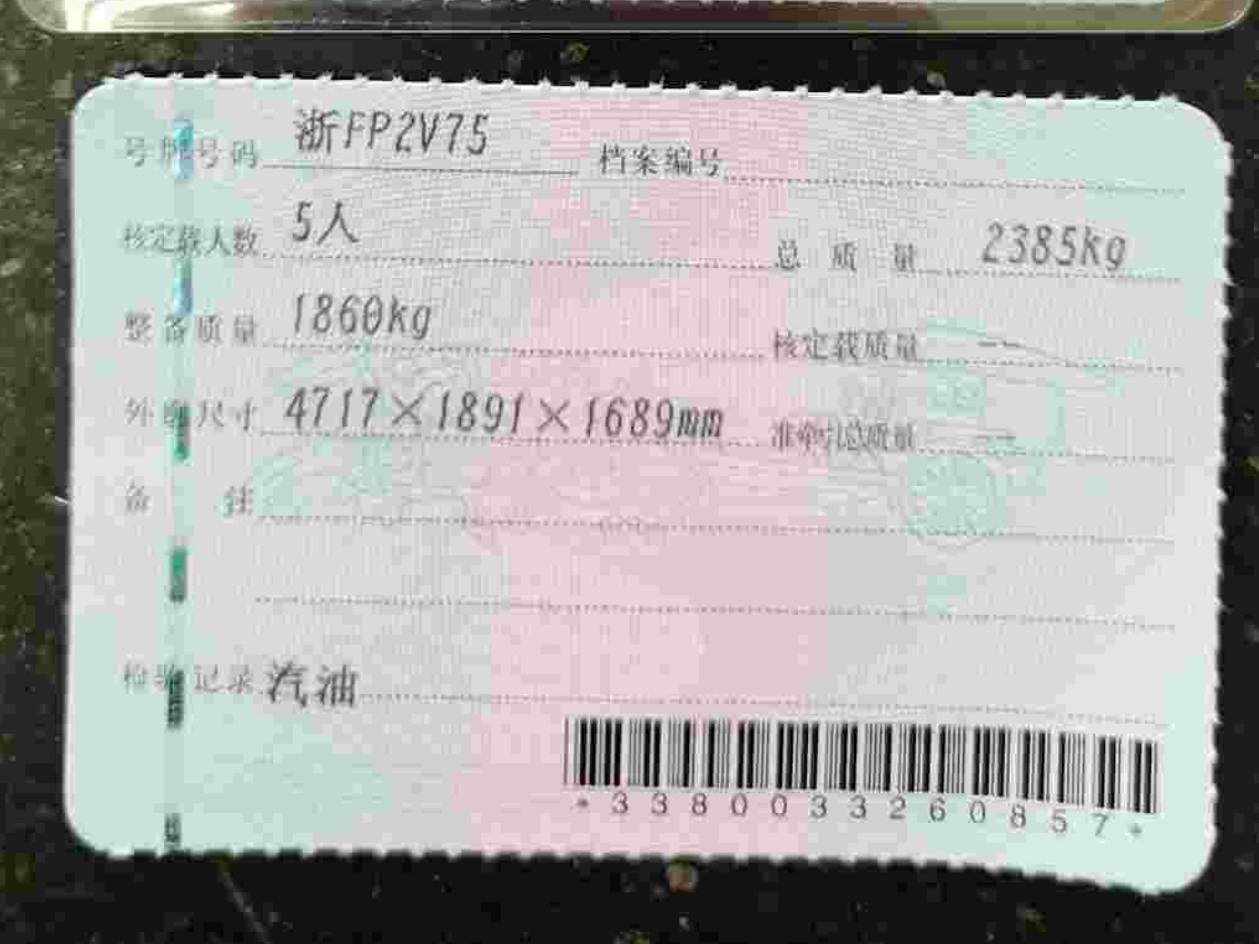 号牌号码 浙FP2V75 档案编号
核定载人数 5人 总质量 2385kg
整备质量 1860kg 核定载质量 --
外廓尺寸 4717×1891×1689mm 准牵引总质量 --
备注
检验记录 汽油
*3380033260857*